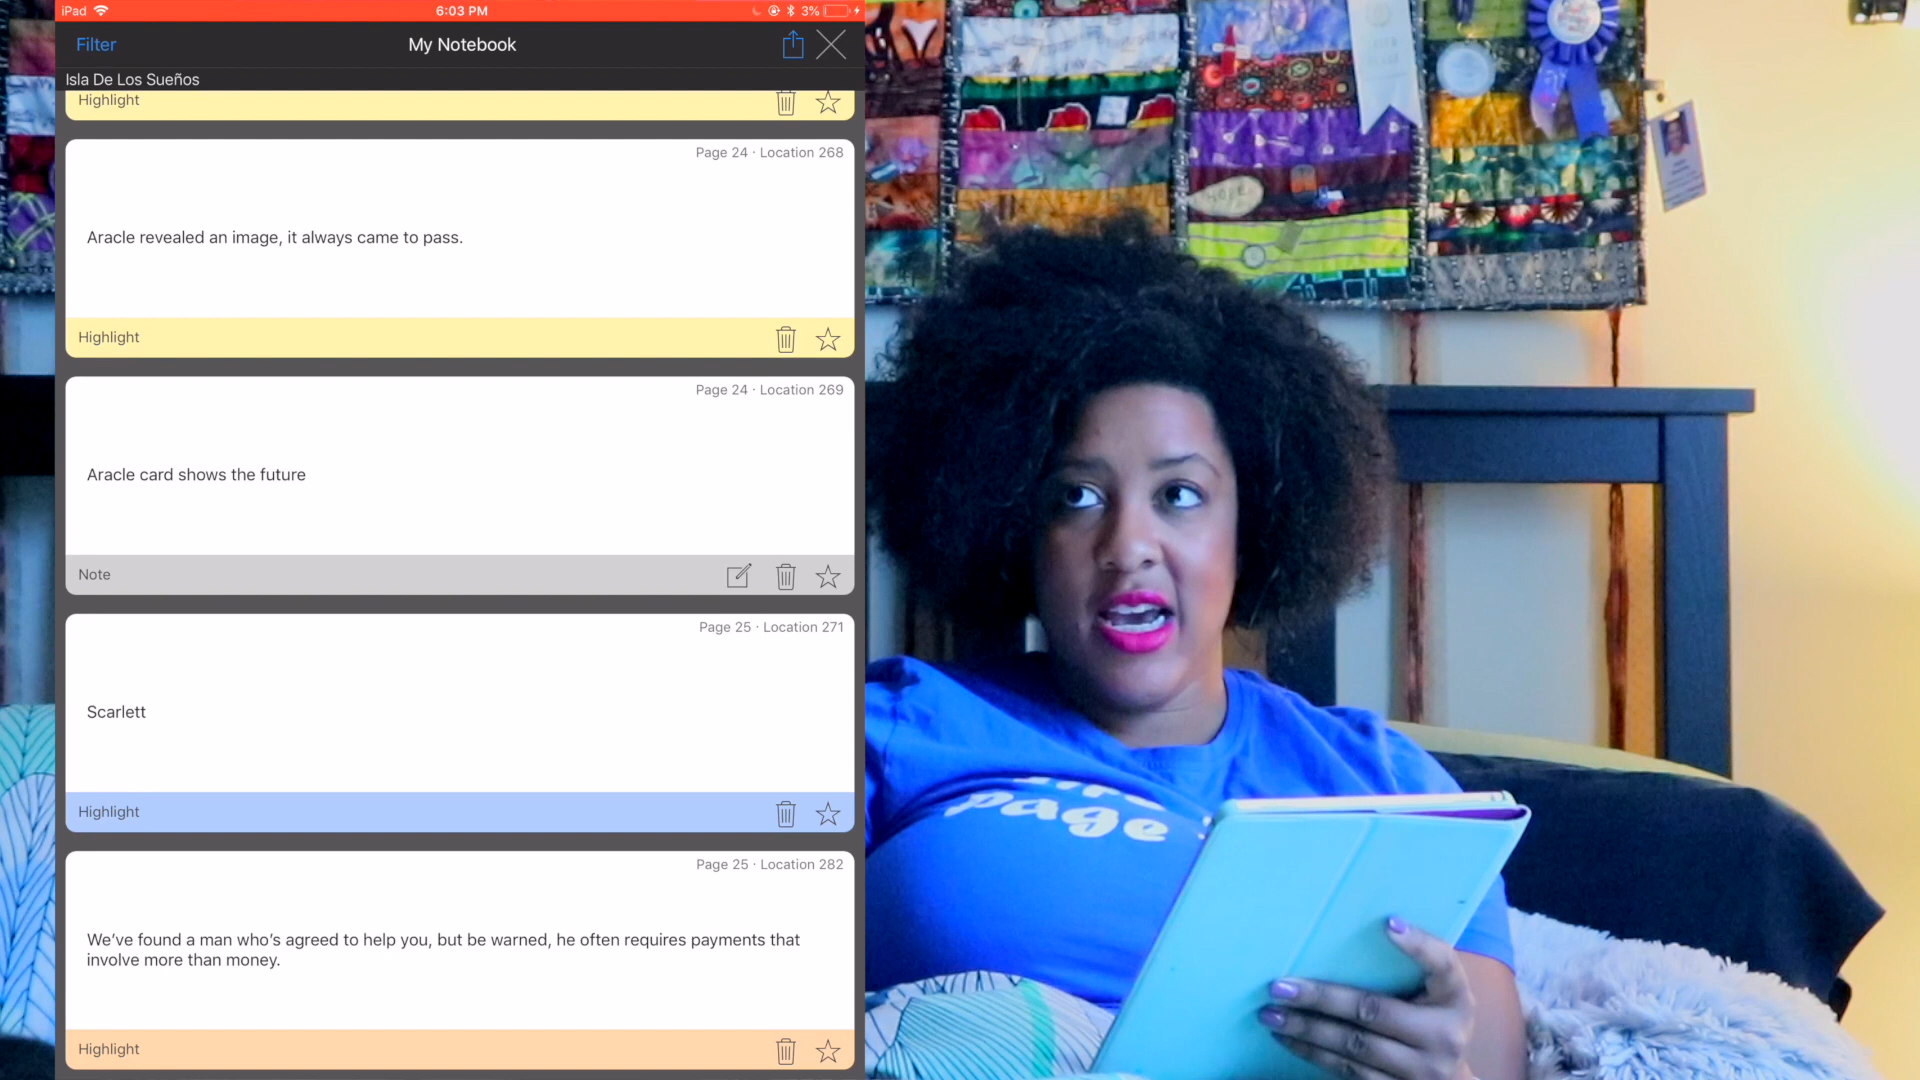 iPad
6:03 PM
3%
Filter
My Notebook
Isla De Los Sueños
Highlight
Page 24 · Location 268
Aracle revealed an image, it always came to pass.
Highlight
Page 24 · Location 269
Aracle card shows the future
Note
Page 25 · Location 271
Scarlett
Highlight
Page 25 · Location 282
We've found a man who's agreed to help you, but be warned, he often requires payments that
involve more than money.
Highlight
page